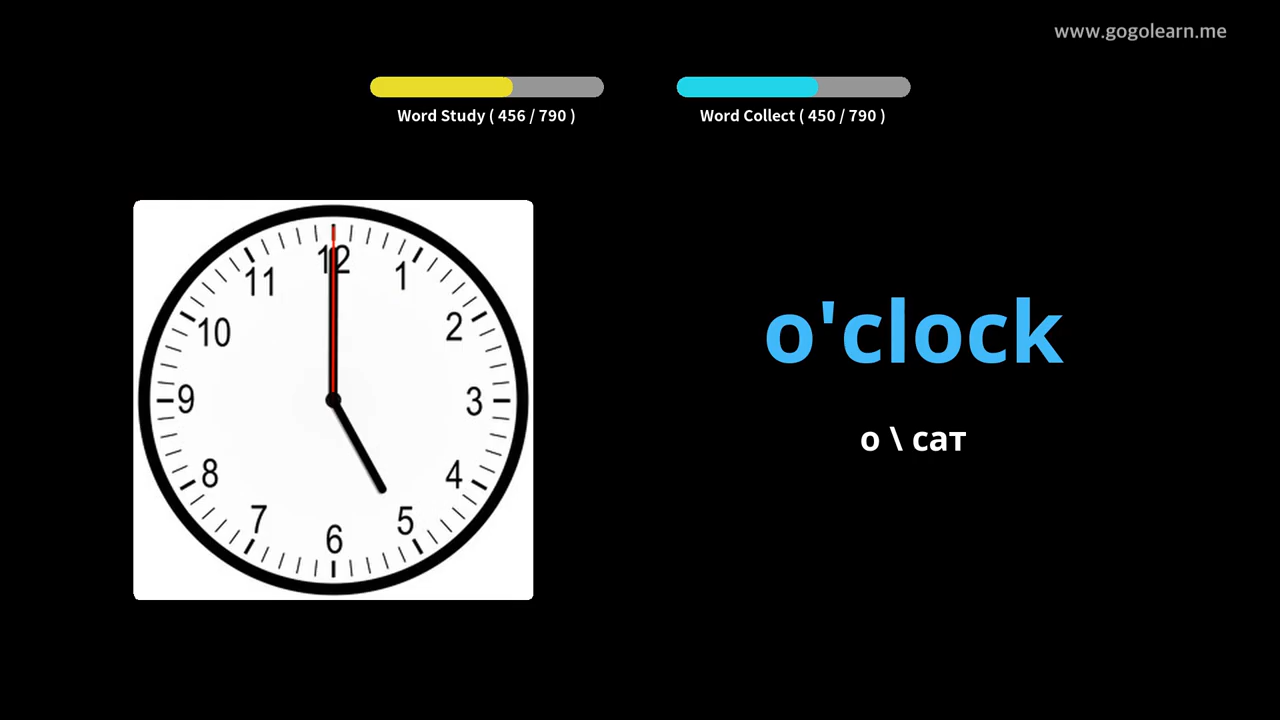 www.gogolearn.me
Word Study ( 456 / 790 )
Word Collect ( 450 / 790 )
12
1
2
3
4
5
6
7
8
9
10
11
o'clock
o \ сат